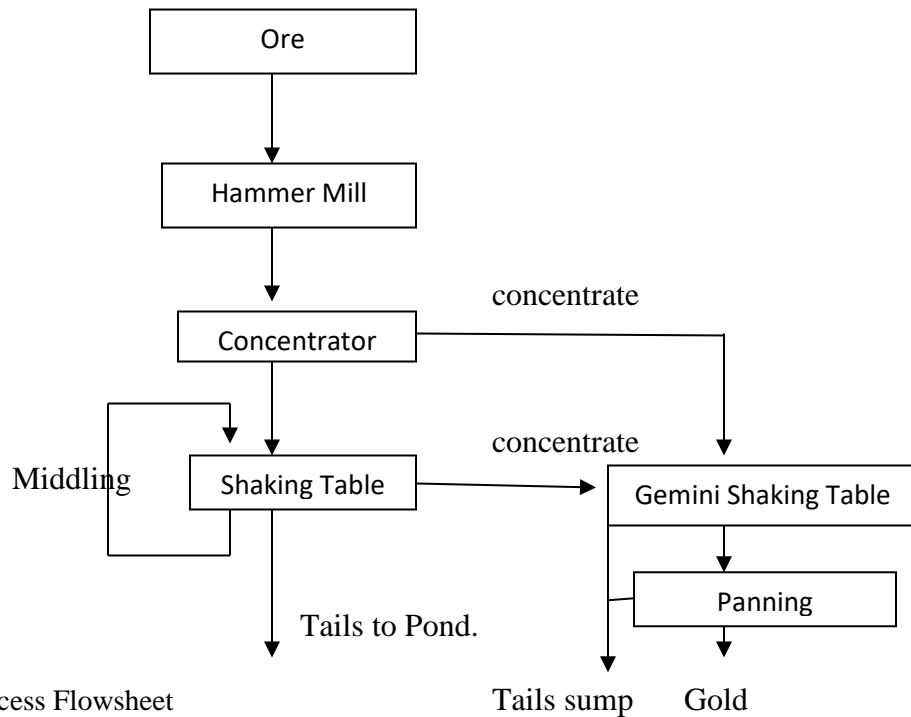 Ore
Hammer Mill
concentrate
Concentrator
concentrate
Middling
Shaking Table
Gemini Shaking Table
Panning
Tails to Pond.
Flowsheet
Tails sump
Gold